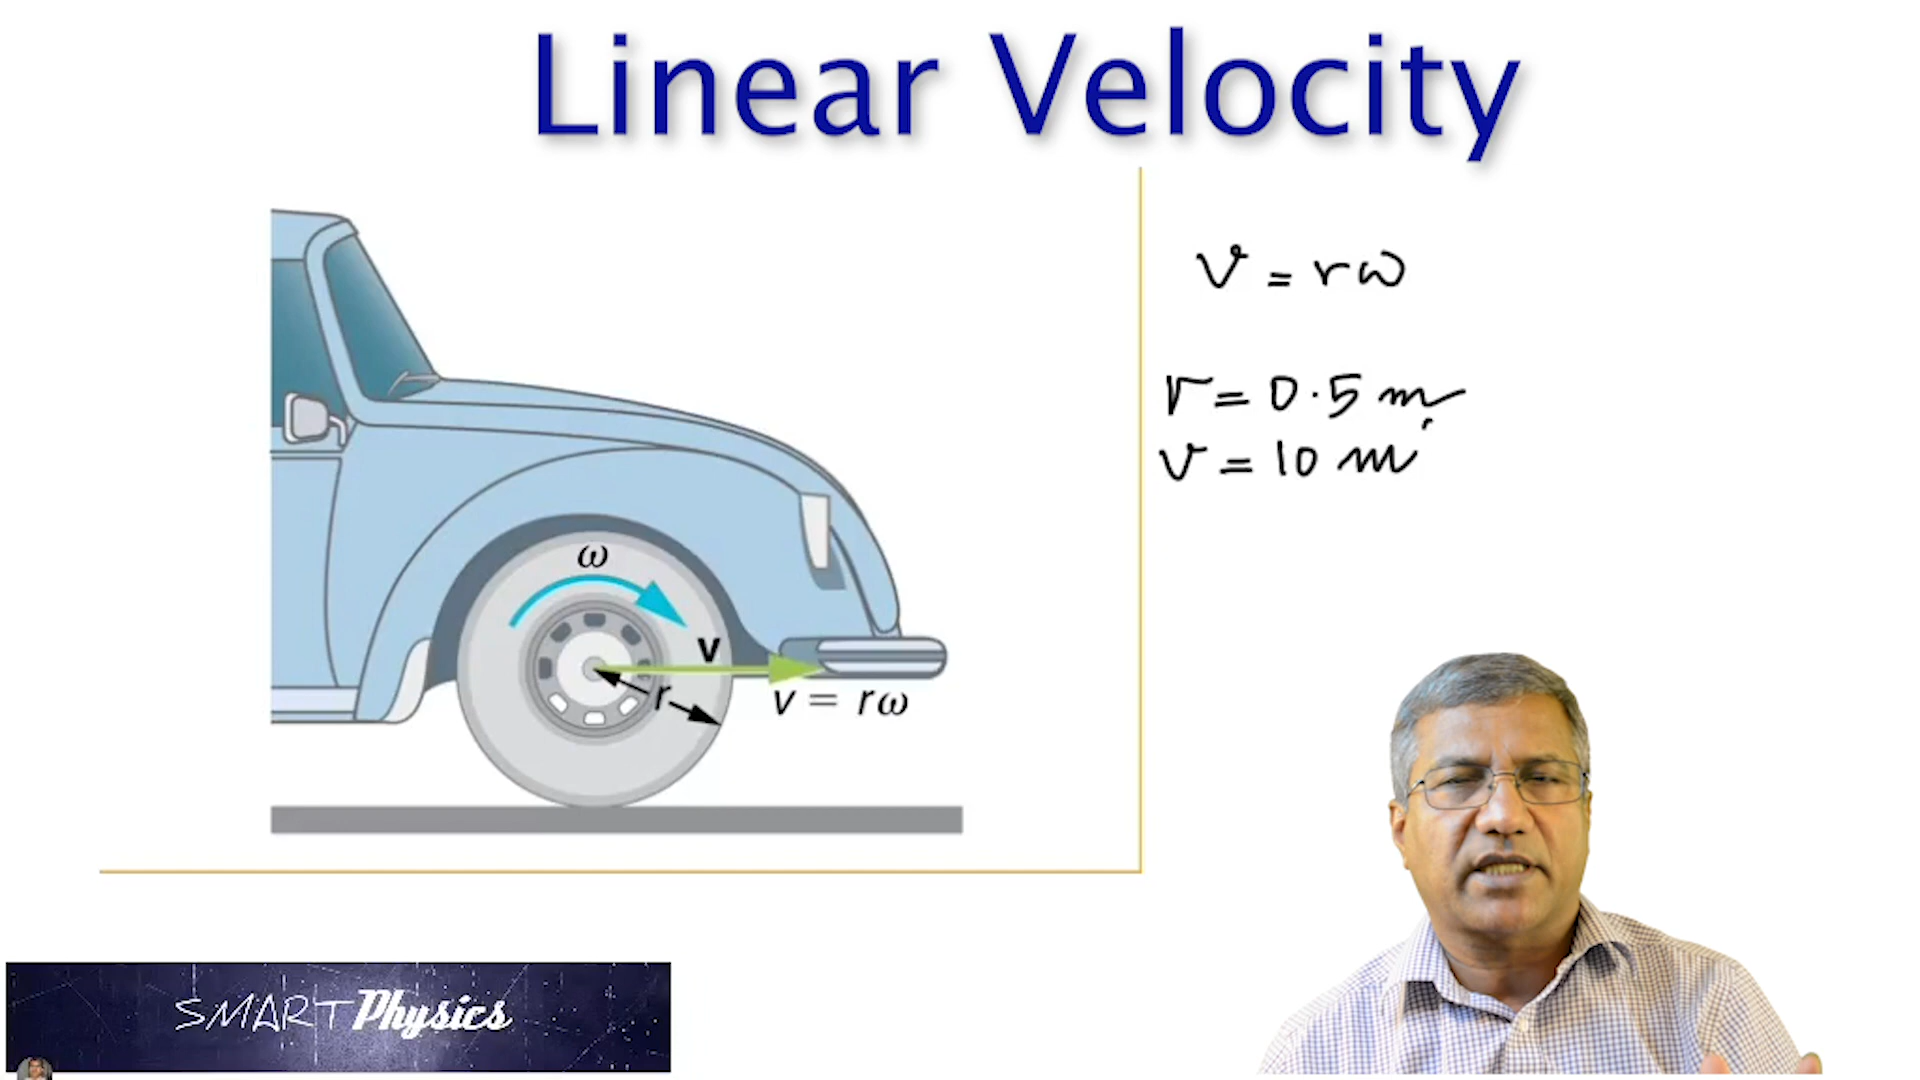 Linear Velocity
v = rω
r = 0.5 m
v = 10 m
ω
v
r
v = rω
SMART Physics